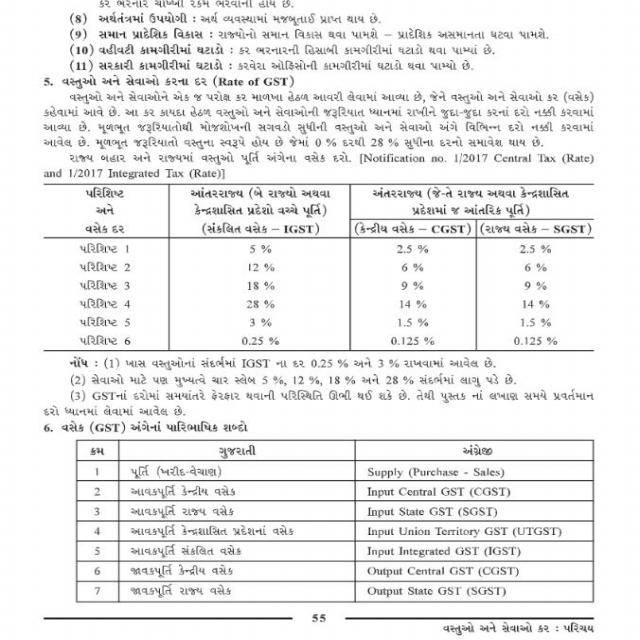 કર ભરનાર ચોખ્ખી રકમ ભરવાની હોય છે.
(8) અર્થતંત્રમાં ઉપયોગી : અર્થ વ્યવસ્થામાં મજબૂતાઈ પ્રાપ્ત થાય છે.
(9) સમાન પ્રાદેશિક વિકાસ : રાજ્યોનો સમાન વિકાસ થવા પામશે – પ્રાદેશિક અસમાનતા ઘટવા પામશે.
(10) વહીવટી કામગીરીમાં ઘટાડો : કર ભરનારની હિસાબી કામગીરીમાં ઘટાડો થવા પામ્યાં છે.
(11) સરકારી કામગીરીમાં ઘટાડો : કરવેરા ઓફિસોની કામગીરીમાં ઘટાડો થવા પામ્યો છે.
5. વસ્તુઓ અને સેવાઓ કરના દર (Rate of GST)
વસ્તુઓ અને સેવાઓને એક જ પરોક્ષ કર માળખા હેઠળ આવરી લેવામાં આવ્યા છે, જેને વસ્તુઓ અને સેવાઓ કર (વસેક)
કહેવામાં આવે છે. આ કર કાયદા હેઠળ વસ્તુઓ અને સેવાઓની જરૂરિયાત ધ્યાનમાં રાખીને જુદા-જુદા કરનાં દરો નક્કી કરવામાં
આવ્યા છે. મૂળભૂત જરૂરિયાતોથી મોજશોખની સગવડો સુધીની વસ્તુઓ અને સેવાઓ અંગે વિભિન્ન દરો નક્કી કરવામાં
આવેલ છે. મૂળભૂત જરૂરિયાતો વસ્તુના સ્વરૂપે હોય છે જેમાં 0 % દરથી 28 % સુધીના દરનો સમાવેશ થાય છે.
રાજ્ય બહાર અને રાજ્યમાં વસ્તુઓ પૂર્તિ અંગેના વસેક દરો. [Notification no. 1/2017 Central Tax (Rate)
and 1/2017 Integrated Tax (Rate)]
પરિશિષ્ટ આંતરરાજ્ય (બે રાજ્યો અથવા અંતરરાજ્ય (જે-તે રાજ્ય અથવા કેન્દ્રશાસિત
અને કેન્દ્રશાસિત પ્રદેશો વચ્ચે પૂર્તિ) પ્રદેશમાં જ આંતરિક પૂર્તિ)
વસેક દર (સંકલિત વસેક – IGST) (કેન્દ્રીય વસેક – CGST) (રાજ્ય વસેક – SGST)
પરિશિષ્ટ 1 5 % 2.5 % 2.5 %
પરિશિષ્ટ 2 12 % 6 % 6 %
પરિશિષ્ટ 3 18 % 9 % 9 %
પરિશિષ્ટ 4 28 % 14 % 14 %
પરિશિષ્ટ 5 3 % 1.5 % 1.5 %
પરિશિષ્ટ 6 0.25 % 0.125 % 0.125 %
નોંધ : (1) ખાસ વસ્તુઓનાં સંદર્ભમાં IGST ના દર 0.25 % અને 3 % રાખવામાં આવેલ છે.
(2) સેવાઓ માટે પણ મુખ્યત્વે ચાર સ્લેબ 5 %, 12 %, 18 % અને 28 % સંદર્ભમાં લાગુ પડે છે.
(3) GSTનાં દરોમાં સમયાંતરે ફેરફાર થવાની પરિસ્થિતિ ઊભી થઈ શકે છે. તેથી પુસ્તક નાં લખાણ સમયે પ્રવર્તમાન
દરો ધ્યાનમાં લેવામાં આવેલ છે.
6. વસેક (GST) અંગેનાં પારિભાષિક શબ્દો
ક્રમ ગુજરાતી અંગ્રેજી
1 પૂર્તિ (ખરીદ-વેચાણ) Supply (Purchase - Sales)
2 આવકપૂર્તિ કેન્દ્રીય વસેક Input Central GST (CGST)
3 આવકપૂર્તિ રાજ્ય વસેક Input State GST (SGST)
4 આવકપૂર્તિ કેન્દ્રશાસિત પ્રદેશનાં વસેક Input Union Territory GST (UTGST)
5 આવકપૂર્તિ સંકલિત વસેક Input Integrated GST (IGST)
6 જાવકપૂર્તિ કેન્દ્રીય વસેક Output Central GST (CGST)
7 જાવકપૂર્તિ રાજ્ય વસેક Output State GST (SGST)
55
વસ્તુઓ અને સેવાઓ કર : પરિચય